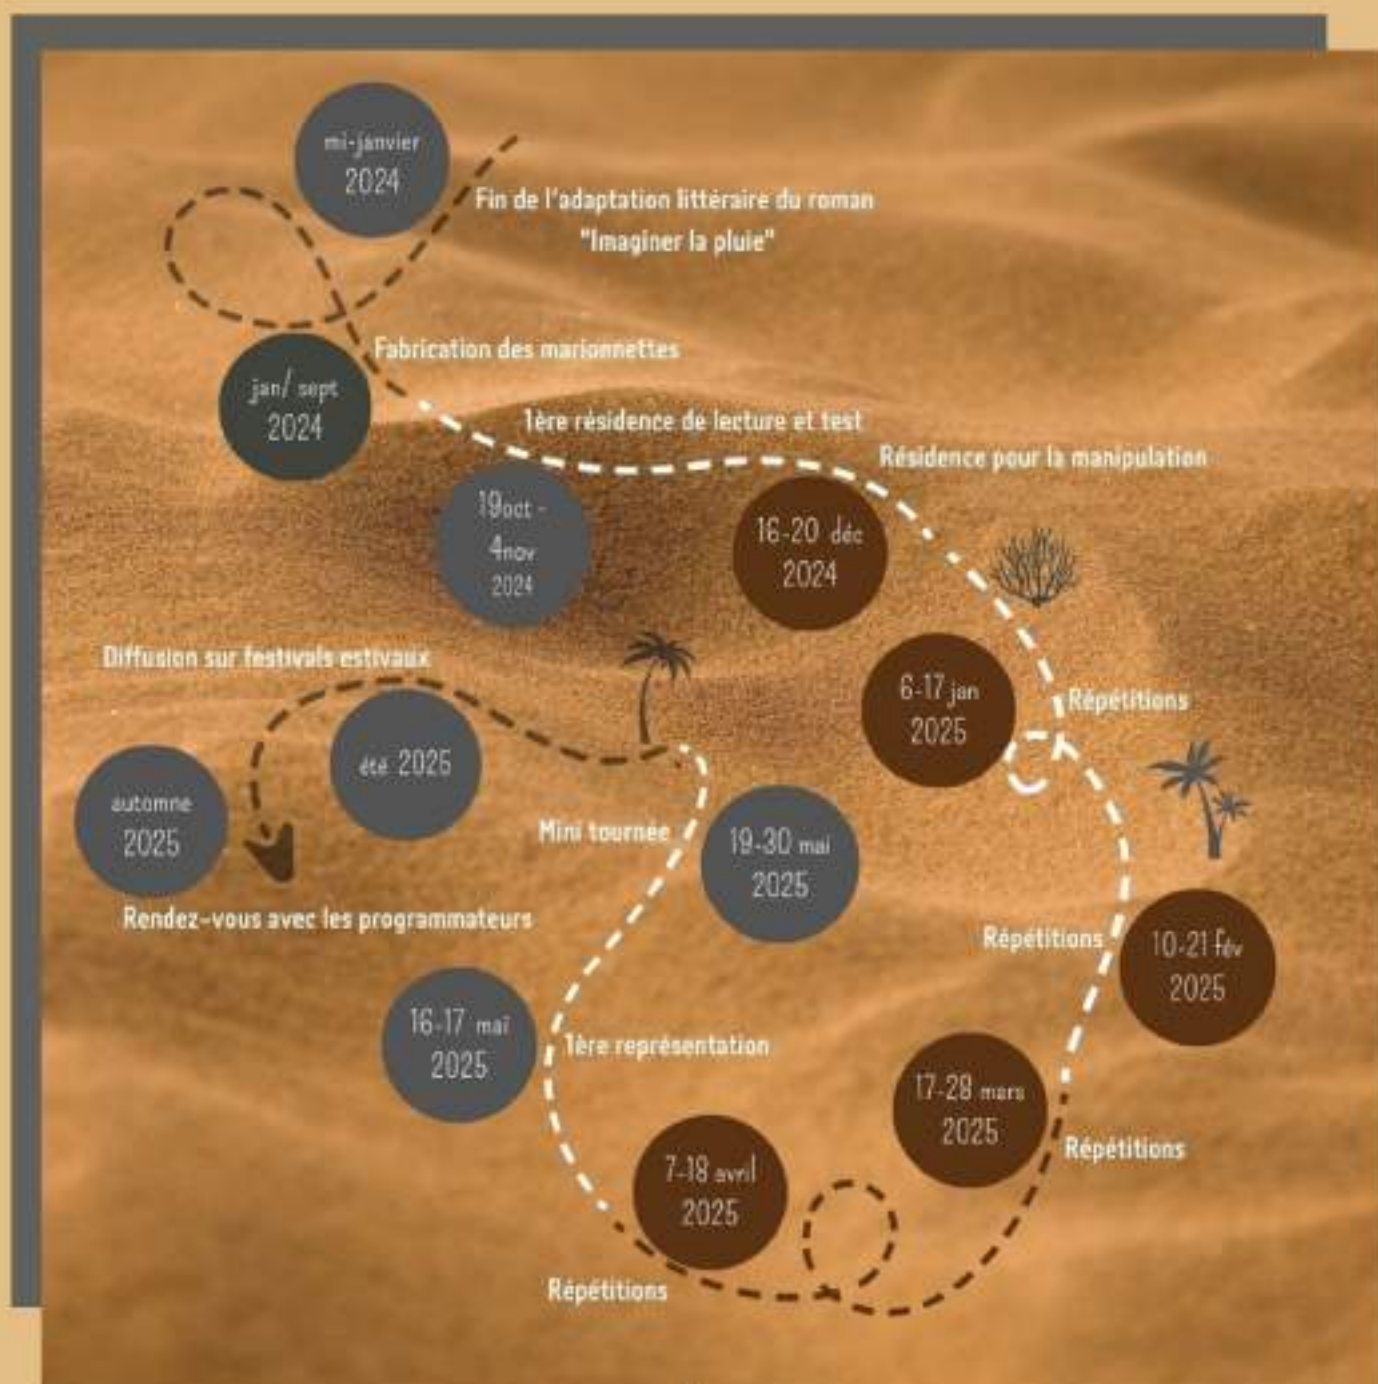 mi-janvier
2024
Fin de l'adaptation littéraire du roman
"Imaginer la pluie"
Fabrication des marionnettes
jan/ sept
2024
1ère résidence de lecture et test
19oct -
4nov
2024
Résidence pour la manipulation
16-20 déc
2024
6-17 jan
2025
Répétitions
Répétitions
10-21 fév
2025
17-28 mars
2025
Répétitions
7-18 avril
2025
Répétitions
16-17 mai
2025
1ère représentation
Mini tournée
19-30 mai
2025
Diffusion sur festivals estivaux
été 2025
automne
2025
Rendez-vous avec les programmateurs